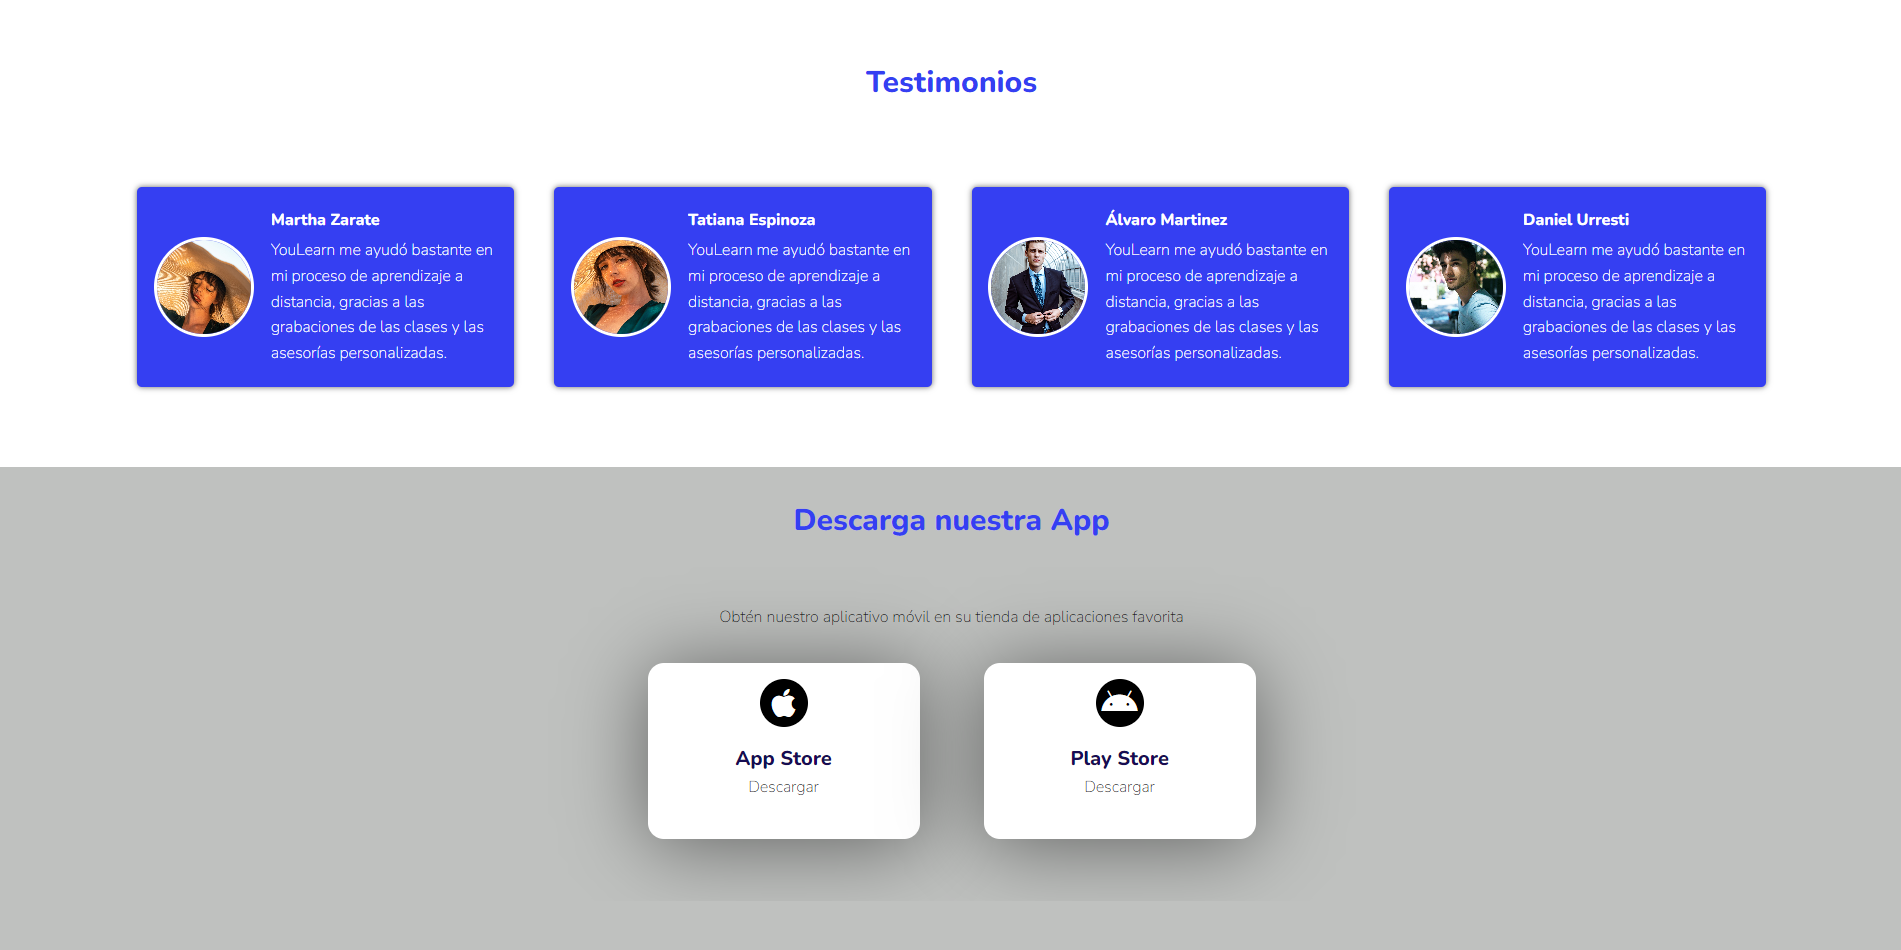 Testimonios
Martha Zarate
YouLearn me ayudó bastante en
mi proceso de aprendizaje a
distancia, gracias a las
grabaciones de las clases y las
asesorías personalizadas.
Tatiana Espinoza
YouLearn me ayudó bastante en
mi proceso de aprendizaje a
distancia, gracias a las
grabaciones de las clases y las
asesorías personalizadas.
Álvaro Martinez
YouLearn me ayudó bastante en
mi proceso de aprendizaje a
distancia, gracias a las
grabaciones de las clases y las
asesorías personalizadas.
Daniel Urresti
YouLearn me ayudó bastante en
mi proceso de aprendizaje a
distancia, gracias a las
grabaciones de las clases y las
asesorías personalizadas.
Descarga nuestra App
Obtén nuestro aplicativo móvil en su tienda de aplicaciones favorita
App Store
Descargar
Play Store
Descargar